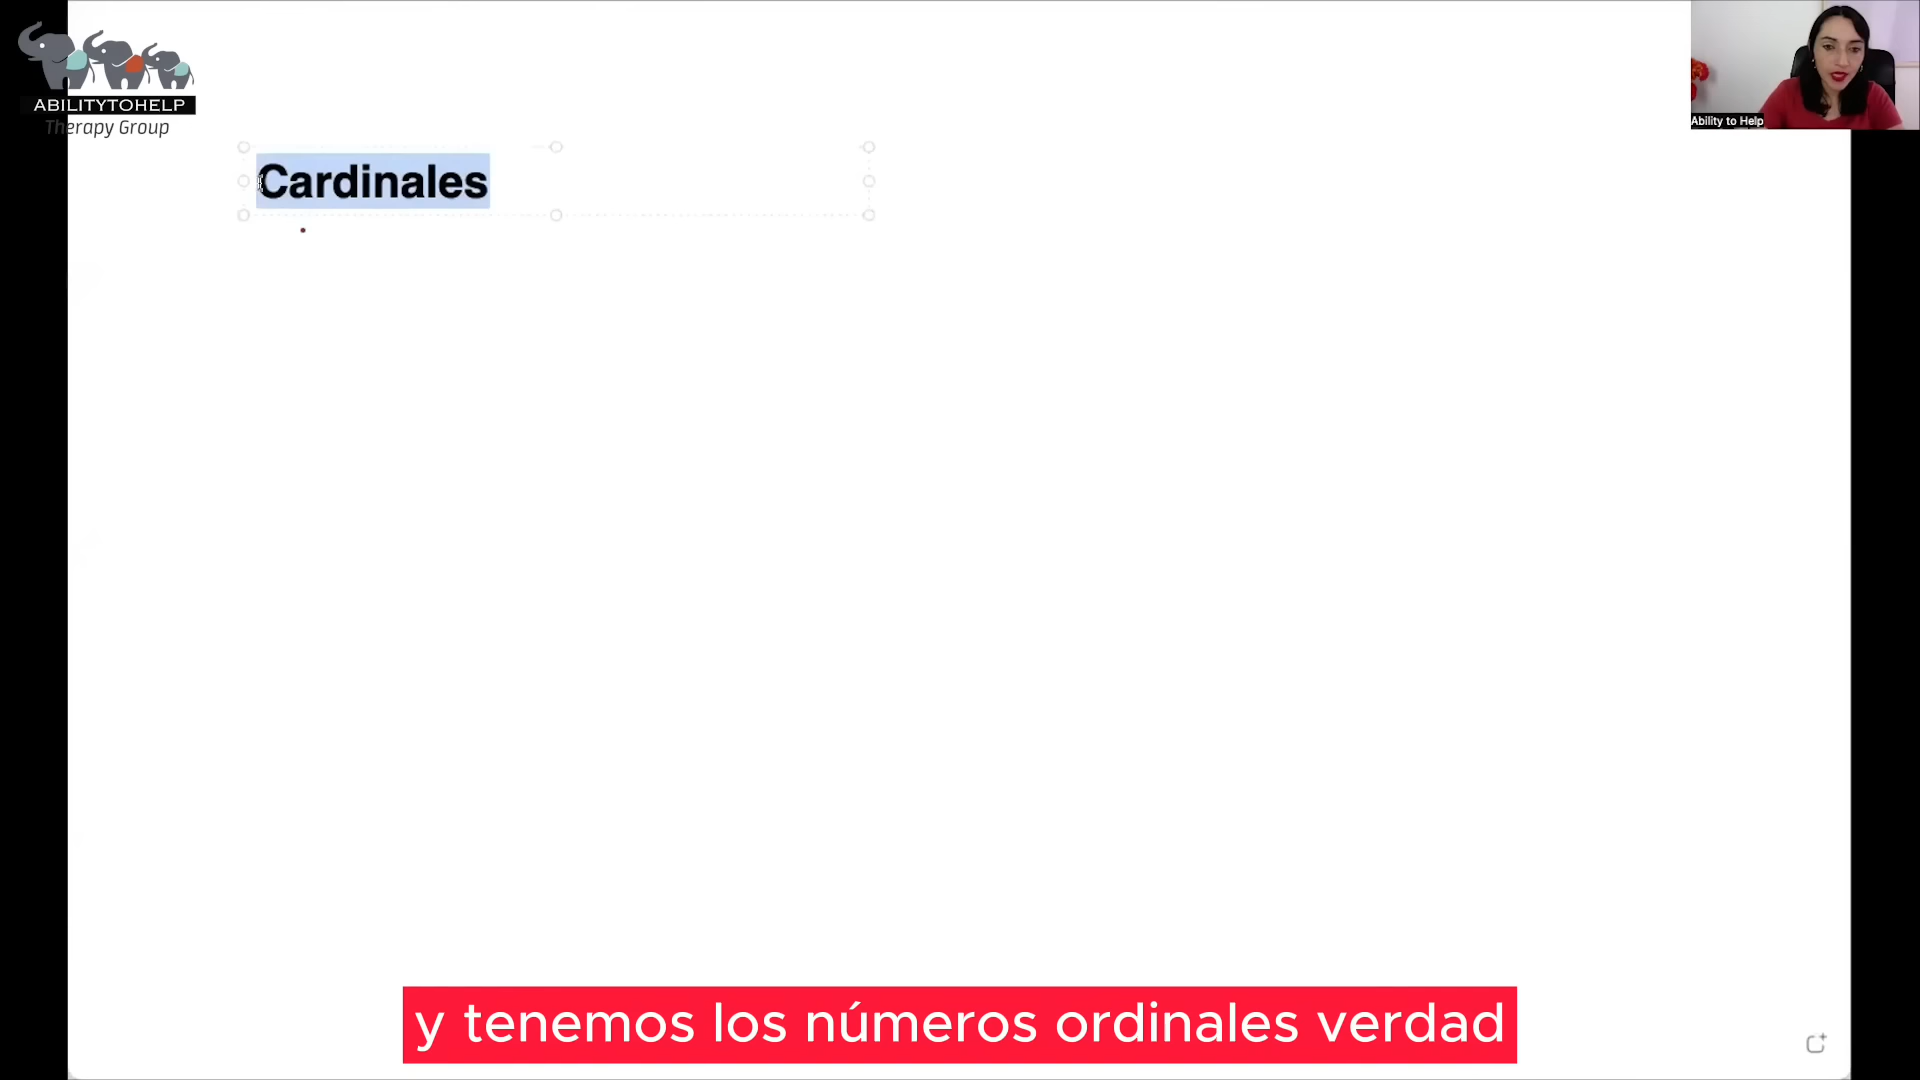 ABILITYTOHELP
Therapy Group
Ability to Help
Cardinales
y tenemos los números ordinales verdad